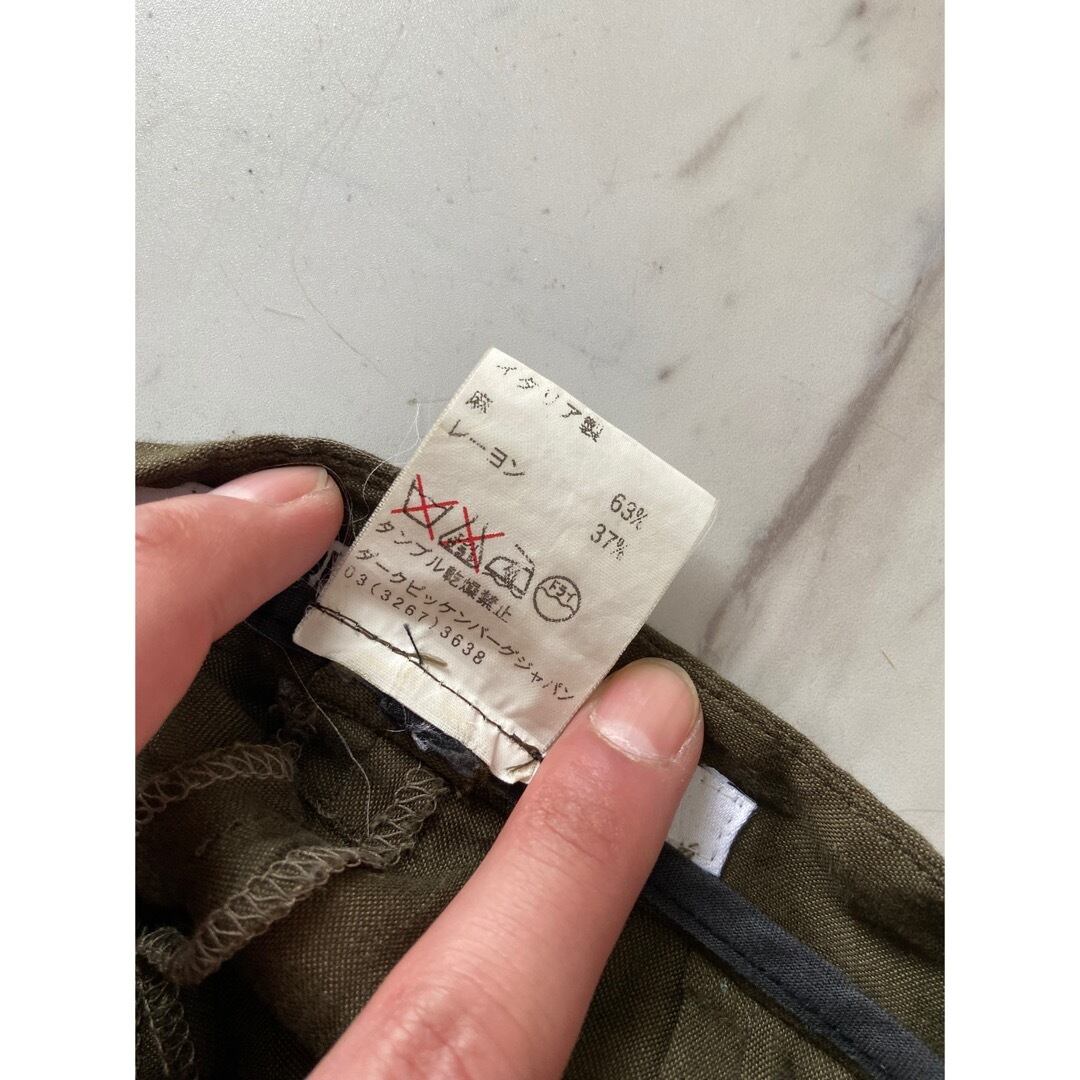 イタリア製
麻 63%
レーヨン 37%
ドライ
タンブル乾燥禁止
ダークビッケンバーグジャパン
03(3267)3638